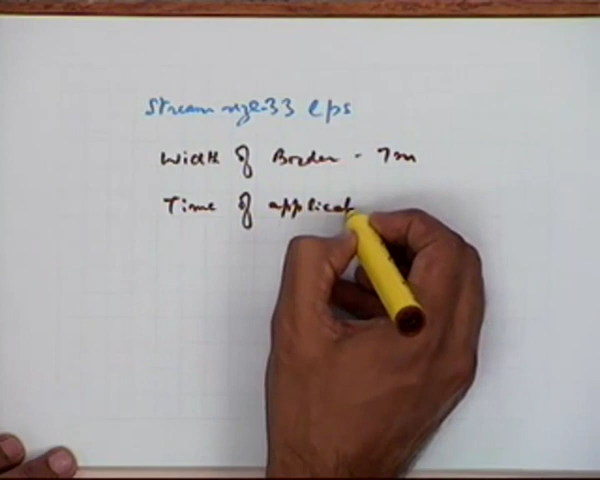 Stream size-33 lps
Width of Border - 7m
Time of applicat